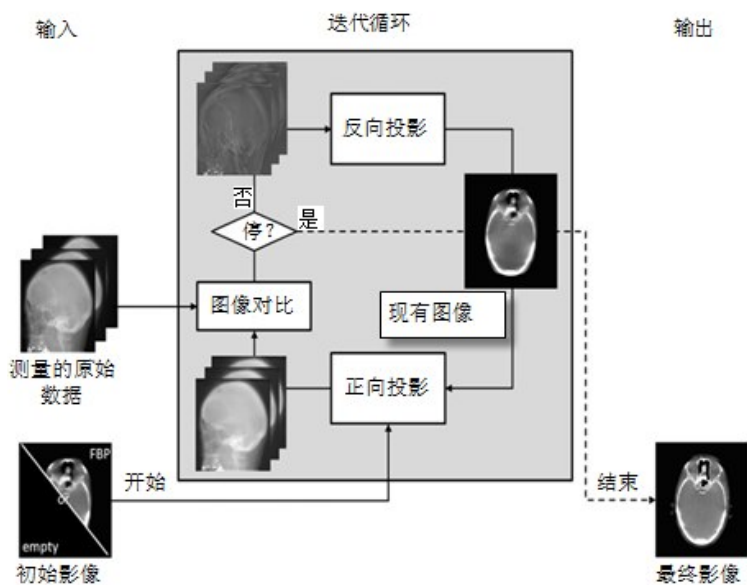 输入
迭代循环
输出
反向投影
否
是
停?
图像对比
现有图像
测量的原始
数据
正向投影
FBP
or
empty
开始
结束
初始影像
最终影像